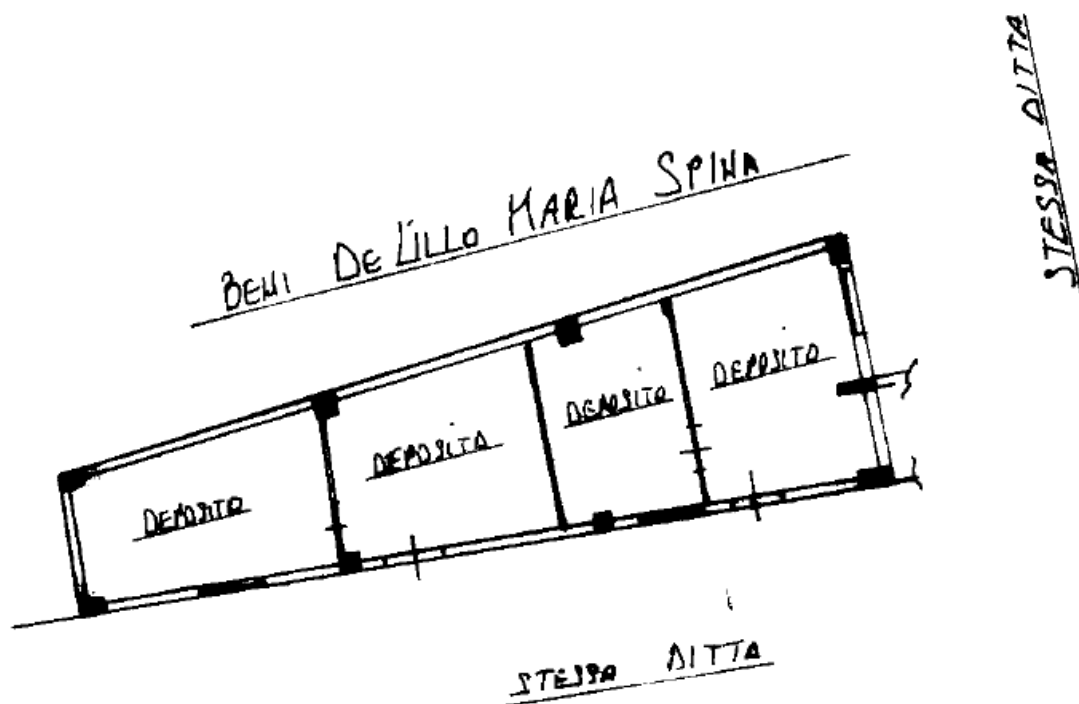 STESSA DITTA
BENI DE LILLO MARIA SPINA
DEPOSITO
DEPOSITO
DEPOSITO
DEPOSITO
STESSA DITTA